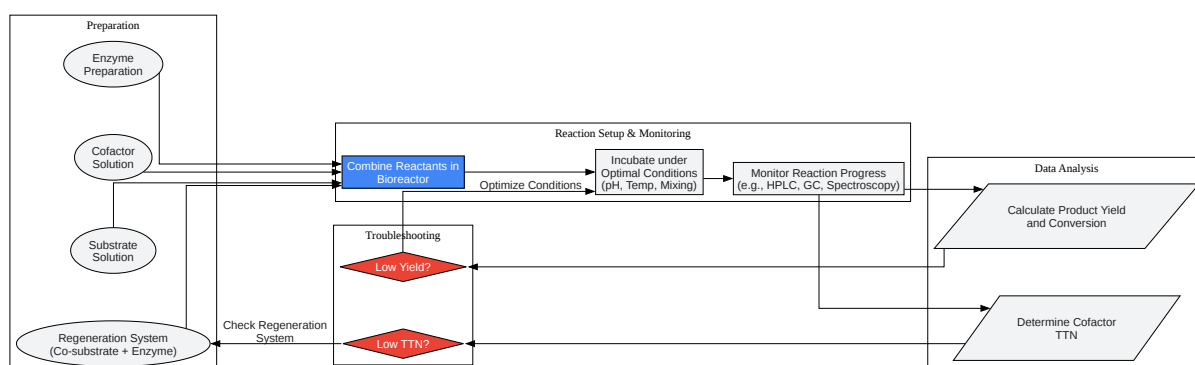 Preparation
Enzyme
Preparation
Cofactor
Solution
Substrate
Solution
Regeneration System
(Co-substrate + Enzyme)
Reaction Setup & Monitoring
Combine Reactants in
Bioreactor
Optimize Conditions
Incubate under
Optimal Conditions
(pH, Temp, Mixing)
Monitor Reaction Progress
(e.g., HPLC, GC, Spectroscopy)
Troubleshooting
Low Yield?
Check Regeneration
System
Low TTN?
Data Analysis
Calculate Product Yield
and Conversion
Determine Cofactor
TTN